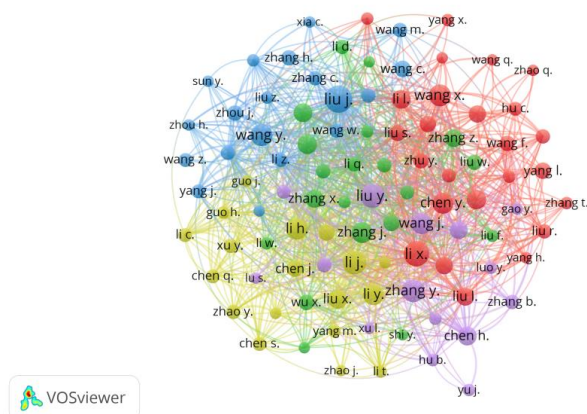 xia c.
yang x.
wang m.
li d.
zhang h.
wang q.
zhao q.
wang c.
zhang c.
sun y.
liu z.
liu j.
li l.
wang x.
hu c.
zhou j.
zhou h.
wang y.
wang w.
liu s.
zhang z.
wang f.
wang z.
li z.
li q.
zhu y.
liu w.
yang l.
guo j.
yang j.
zhang x.
liu y.
chen y.
zhang t.
guo h.
gao y.
li c.
li h.
zhang j.
wang j.
liu f.
liu r.
xu y.
li w.
li x.
yang h.
chen q.
liu s.
chen j.
li j.
luo y.
zhao y.
wu x.
liu x.
li y.
zhang y.
liu l.
zhang b.
chen s.
yang m.
xu l.
shi y.
chen h.
zhao j.
li t.
hu b.
yu j.
VOSviewer